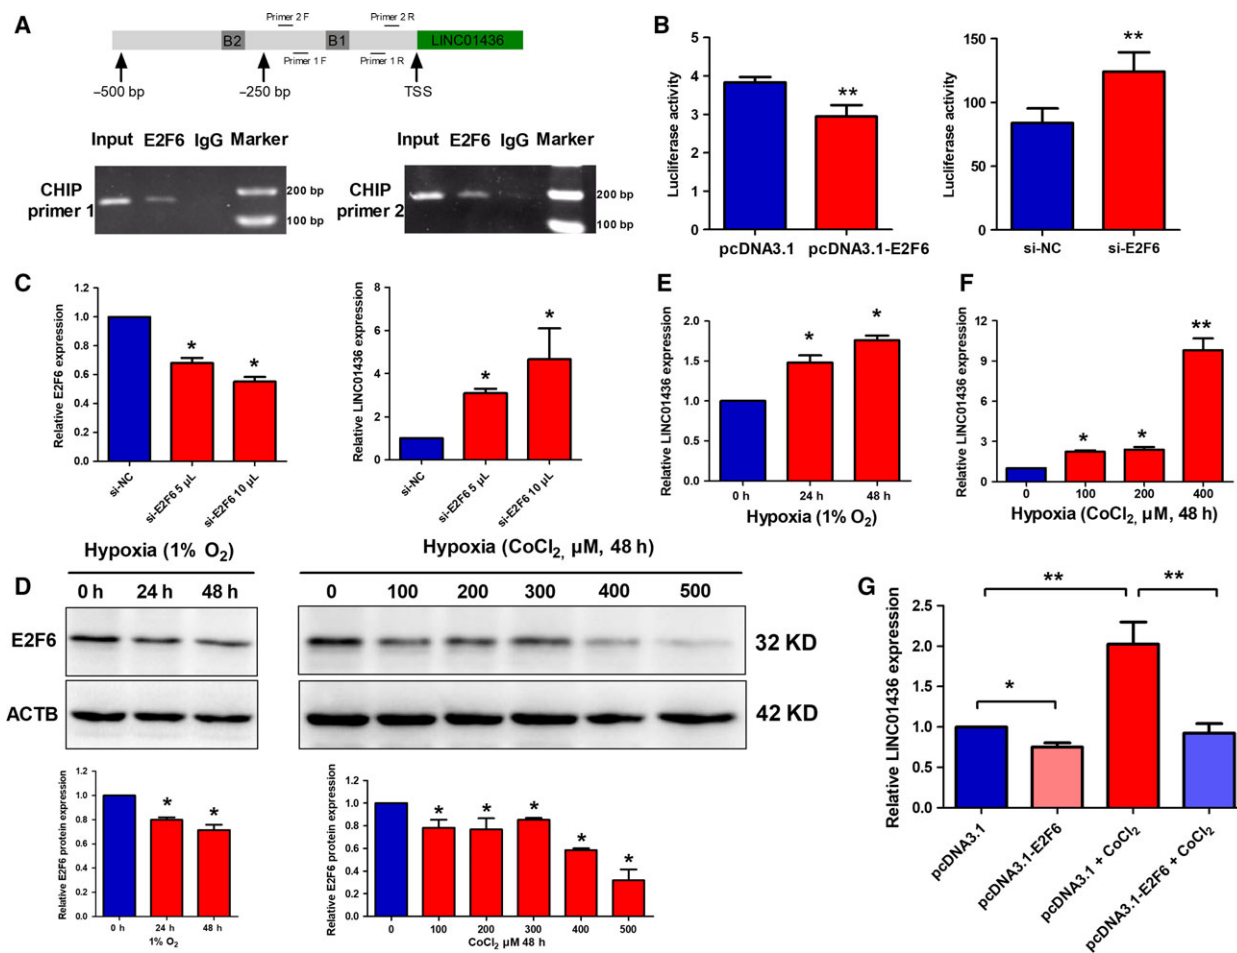 A
Primer 2 F
Primer 2 R
B2
B1
LINC01436
Primer 1 F
Primer 1 R
–500 bp
–250 bp
TSS
Input E2F6 IgG Marker
CHIP
primer 1
200 bp
100 bp
Input E2F6 IgG Marker
CHIP
primer 2
200 bp
100 bp
B
Lucliferase activity
5
4
3
2
1
0
**
pcDNA3.1
pcDNA3.1-E2F6
Lucliferase activity
150
100
50
0
**
si-NC
si-E2F6
C
Relative E2F6 expression
1.2
1.0
0.8
0.6
0.4
0.2
0.0
*
*
si-NC
si-E2F6 5 µL
si-E2F6 10 µL
Relative LINC01436 expression
8
6
4
2
0
*
*
si-NC
si-E2F6 5 µL
si-E2F6 10 µL
E
Relative LINC01436 expression
2.0
1.5
1.0
0.5
0.0
*
*
0 h
24 h
48 h
Hypoxia (1% O2)
F
Relative LINC01436 expression
12
9
6
3
0
*
*
**
0
100
200
400
Hypoxia (CoCl2, µM, 48 h)
D
Hypoxia (1% O2)
0 h 24 h 48 h
Hypoxia (CoCl2, µM, 48 h)
0 100 200 300 400 500
E2F6
32 KD
ACTB
42 KD
Relative E2F6 protein expression
1.2
1.0
0.8
0.6
0.4
0.2
0.0
*
*
0 h
24 h
48 h
1% O2
Relative E2F6 protein expression
1.2
1.0
0.8
0.6
0.4
0.2
0.0
*
*
*
*
*
0
100
200
300
400
500
CoCl2 µM 48 h
G
Relative LINC01436 expression
2.5
2.0
1.5
1.0
0.5
0.0
*
**
**
pcDNA3.1
pcDNA3.1-E2F6
pcDNA3.1 + CoCl2
pcDNA3.1-E2F6 + CoCl2